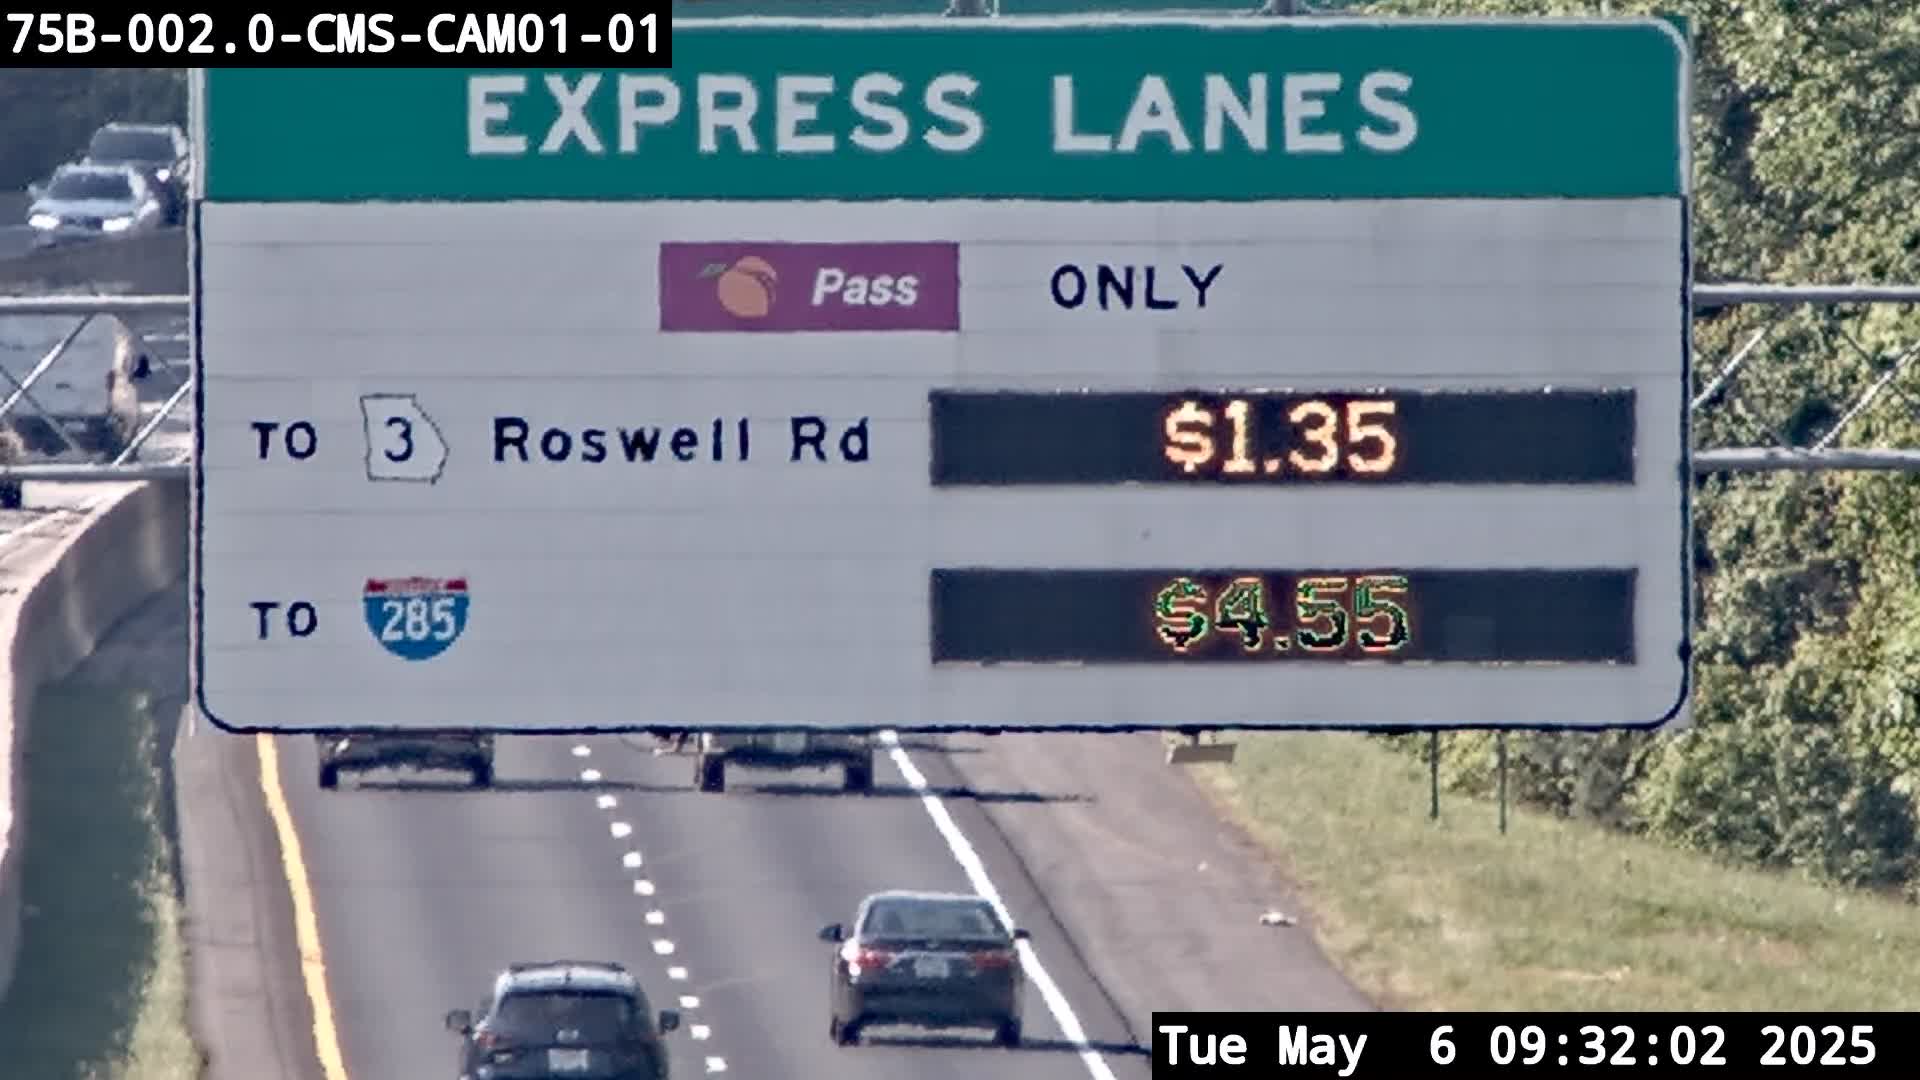 75B-002.0-CMS-CAM01-01
EXPRESS LANES
Pass ONLY
TO 3 Roswell Rd $1.35
TO 285 $4.55
Tue May 6 09:32:02 2025